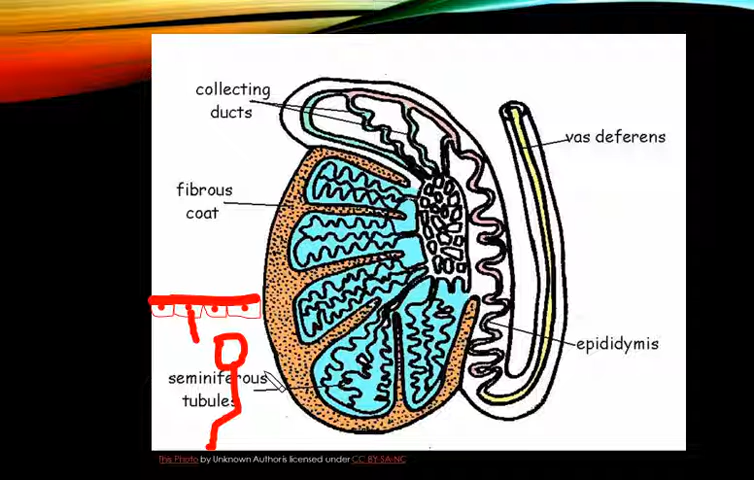 collecting
ducts
vas deferens
fibrous
coat
epididymis
seminiferous
tubules
This Photo by Unknown Author is licensed under CC BY-SA-NC